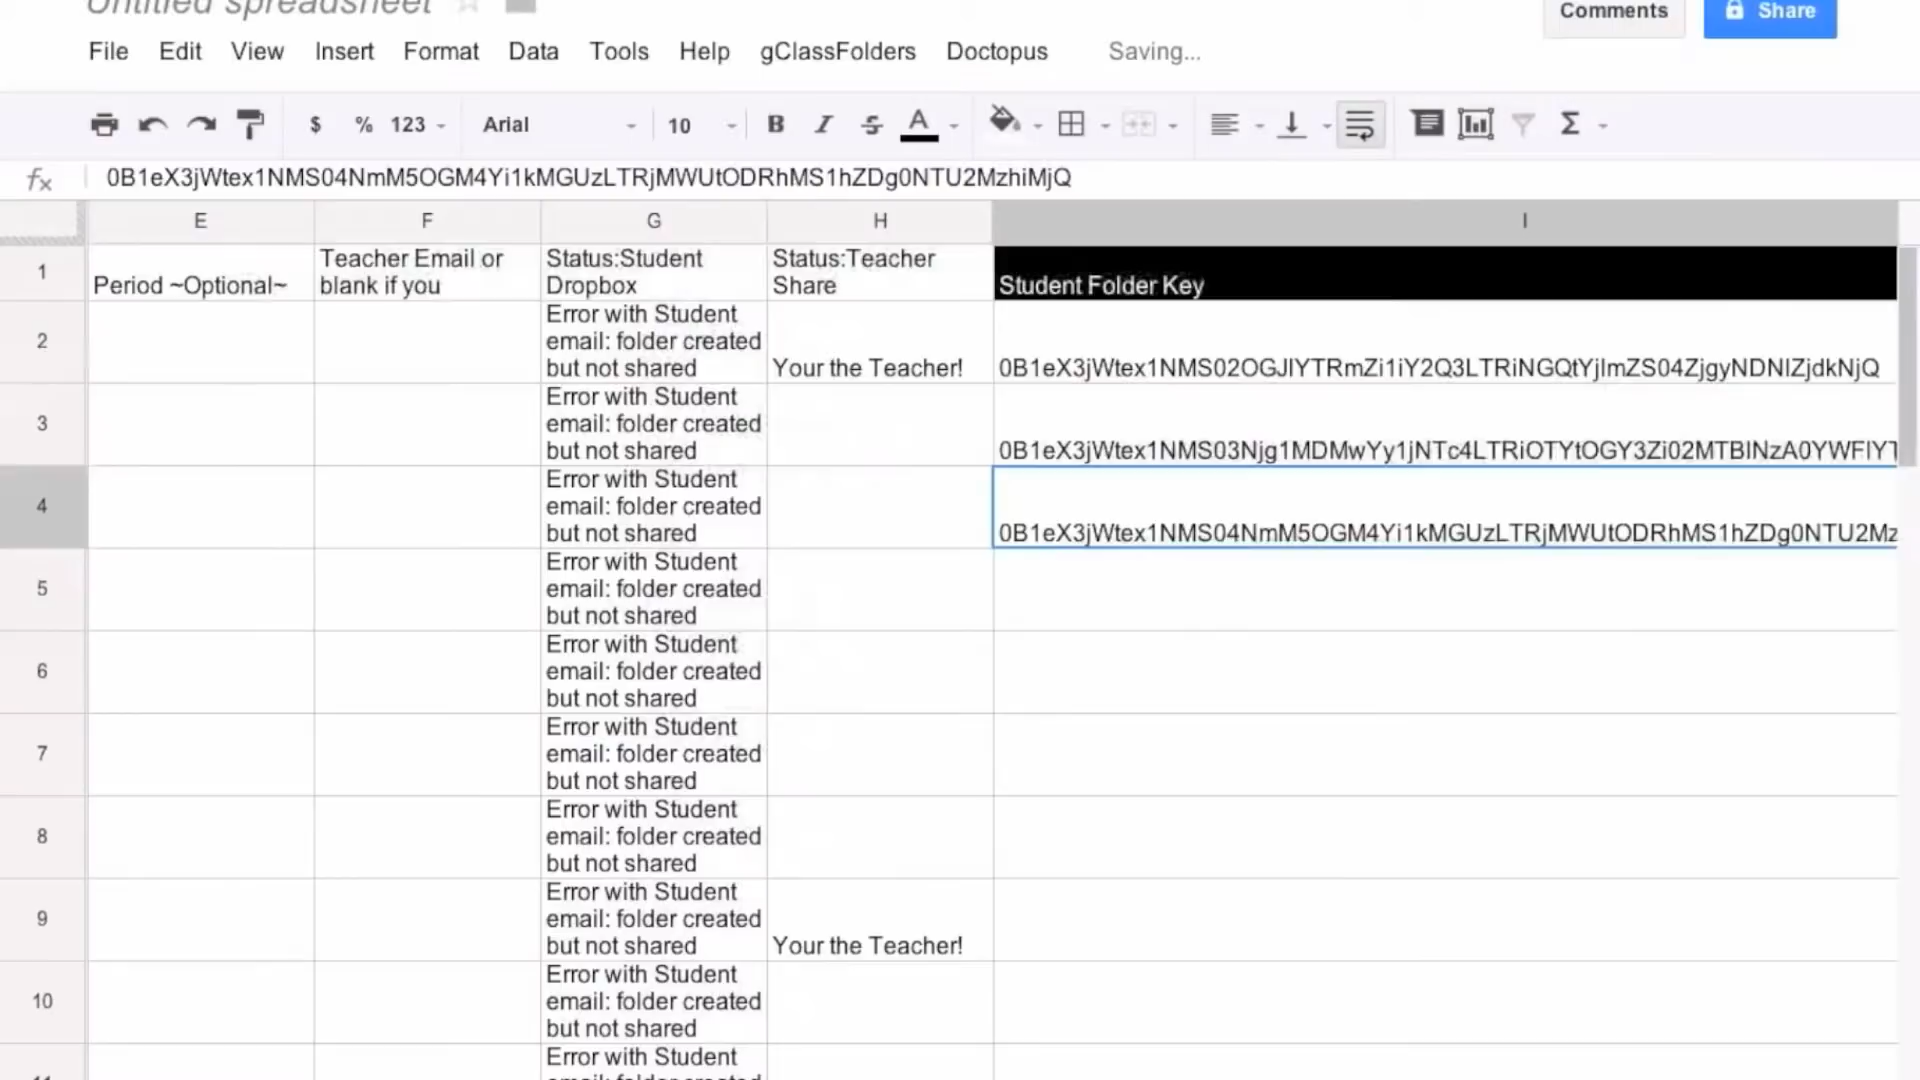 Untitled spreadsheet
Comments
Share
File Edit View Insert Format Data Tools Help gClassFolders Doctopus Saving...
$ % 123 Arial 10 B I S A Σ
fx 0B1eX3jWtex1NMS04NmM5OGM4Yi1kMGUzLTRjMWUtODRhMS1hZDg0NTU2MzhiMjQ
E F G H I
1 Period ~Optional~
Teacher Email or
blank if you
Status:Student
Dropbox
Status:Teacher
Share
Student Folder Key
2
Error with Student
email: folder created
but not shared
Your the Teacher!
0B1eX3jWtex1NMS02OGJlYTRmZi1iY2Q3LTRiNGQtYjlmZS04ZjgyNDNlZjdkNjQ
3
Error with Student
email: folder created
but not shared
0B1eX3jWtex1NMS03Njg1MDMwYy1jNTc4LTRiOTYtOGY3Zi02MTBlNzA0YWFlYT
4
Error with Student
email: folder created
but not shared
0B1eX3jWtex1NMS04NmM5OGM4Yi1kMGUzLTRjMWUtODRhMS1hZDg0NTU2Mz
5
Error with Student
email: folder created
but not shared
6
Error with Student
email: folder created
but not shared
7
Error with Student
email: folder created
but not shared
8
Error with Student
email: folder created
but not shared
9
Error with Student
email: folder created
but not shared
Your the Teacher!
10
Error with Student
email: folder created
but not shared
Error with Student